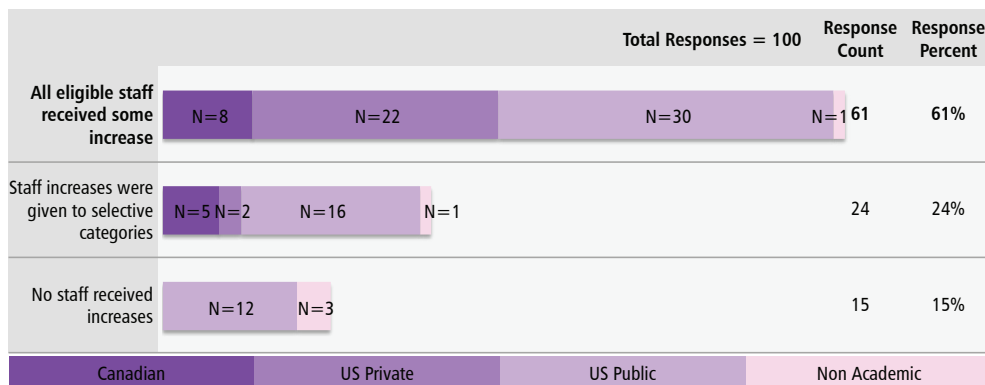 Total Responses = 100
Response Count
Response Percent
All eligible staff
received some
increase
N=8 N=22 N=30 N=1 61 61%
Staff increases were
given to selective
categories
N=5 N=2 N=16 N=1 24 24%
No staff received
increases
N=12 N=3 15 15%
Canadian US Private US Public Non Academic